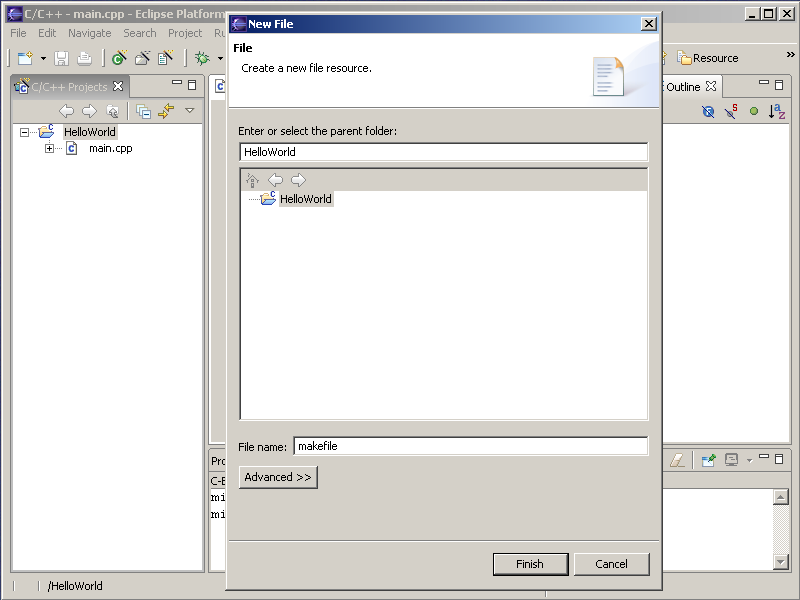 C/C++ - main.cpp - Eclipse Platform
New File
File Edit Navigate Search Project Ru
File
Create a new file resource.
Resource
»
C/C++ Projects
Outline
Enter or select the parent folder:
HelloWorld
HelloWorld
main.cpp
HelloWorld
File name: makefile
Advanced >>
Pro
C-B
mi
mi
Finish
Cancel
/HelloWorld